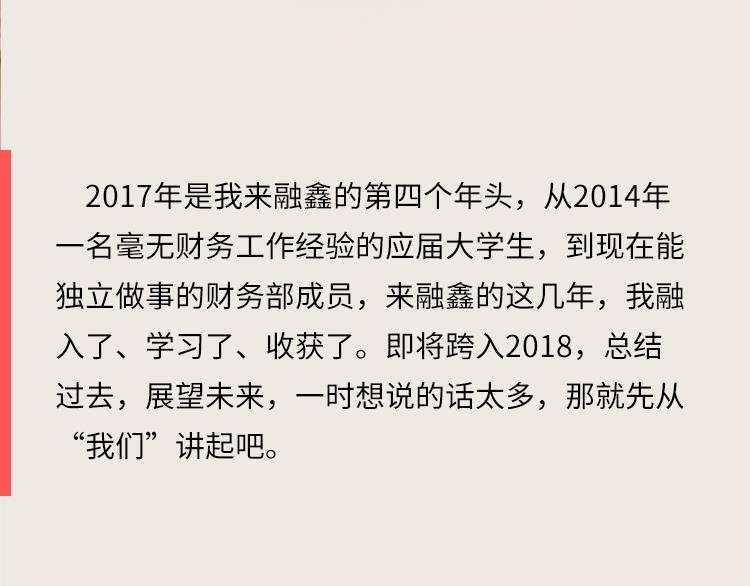 2017年是我来融鑫的第四个年头，从2014年
一名毫无财务工作经验的应届大学生，到现在能
独立做事的财务部成员，来融鑫的这几年，我融
入了、学习了、收获了。即将跨入2018，总结
过去，展望未来，一时想说的话太多，那就先从
“我们”讲起吧。